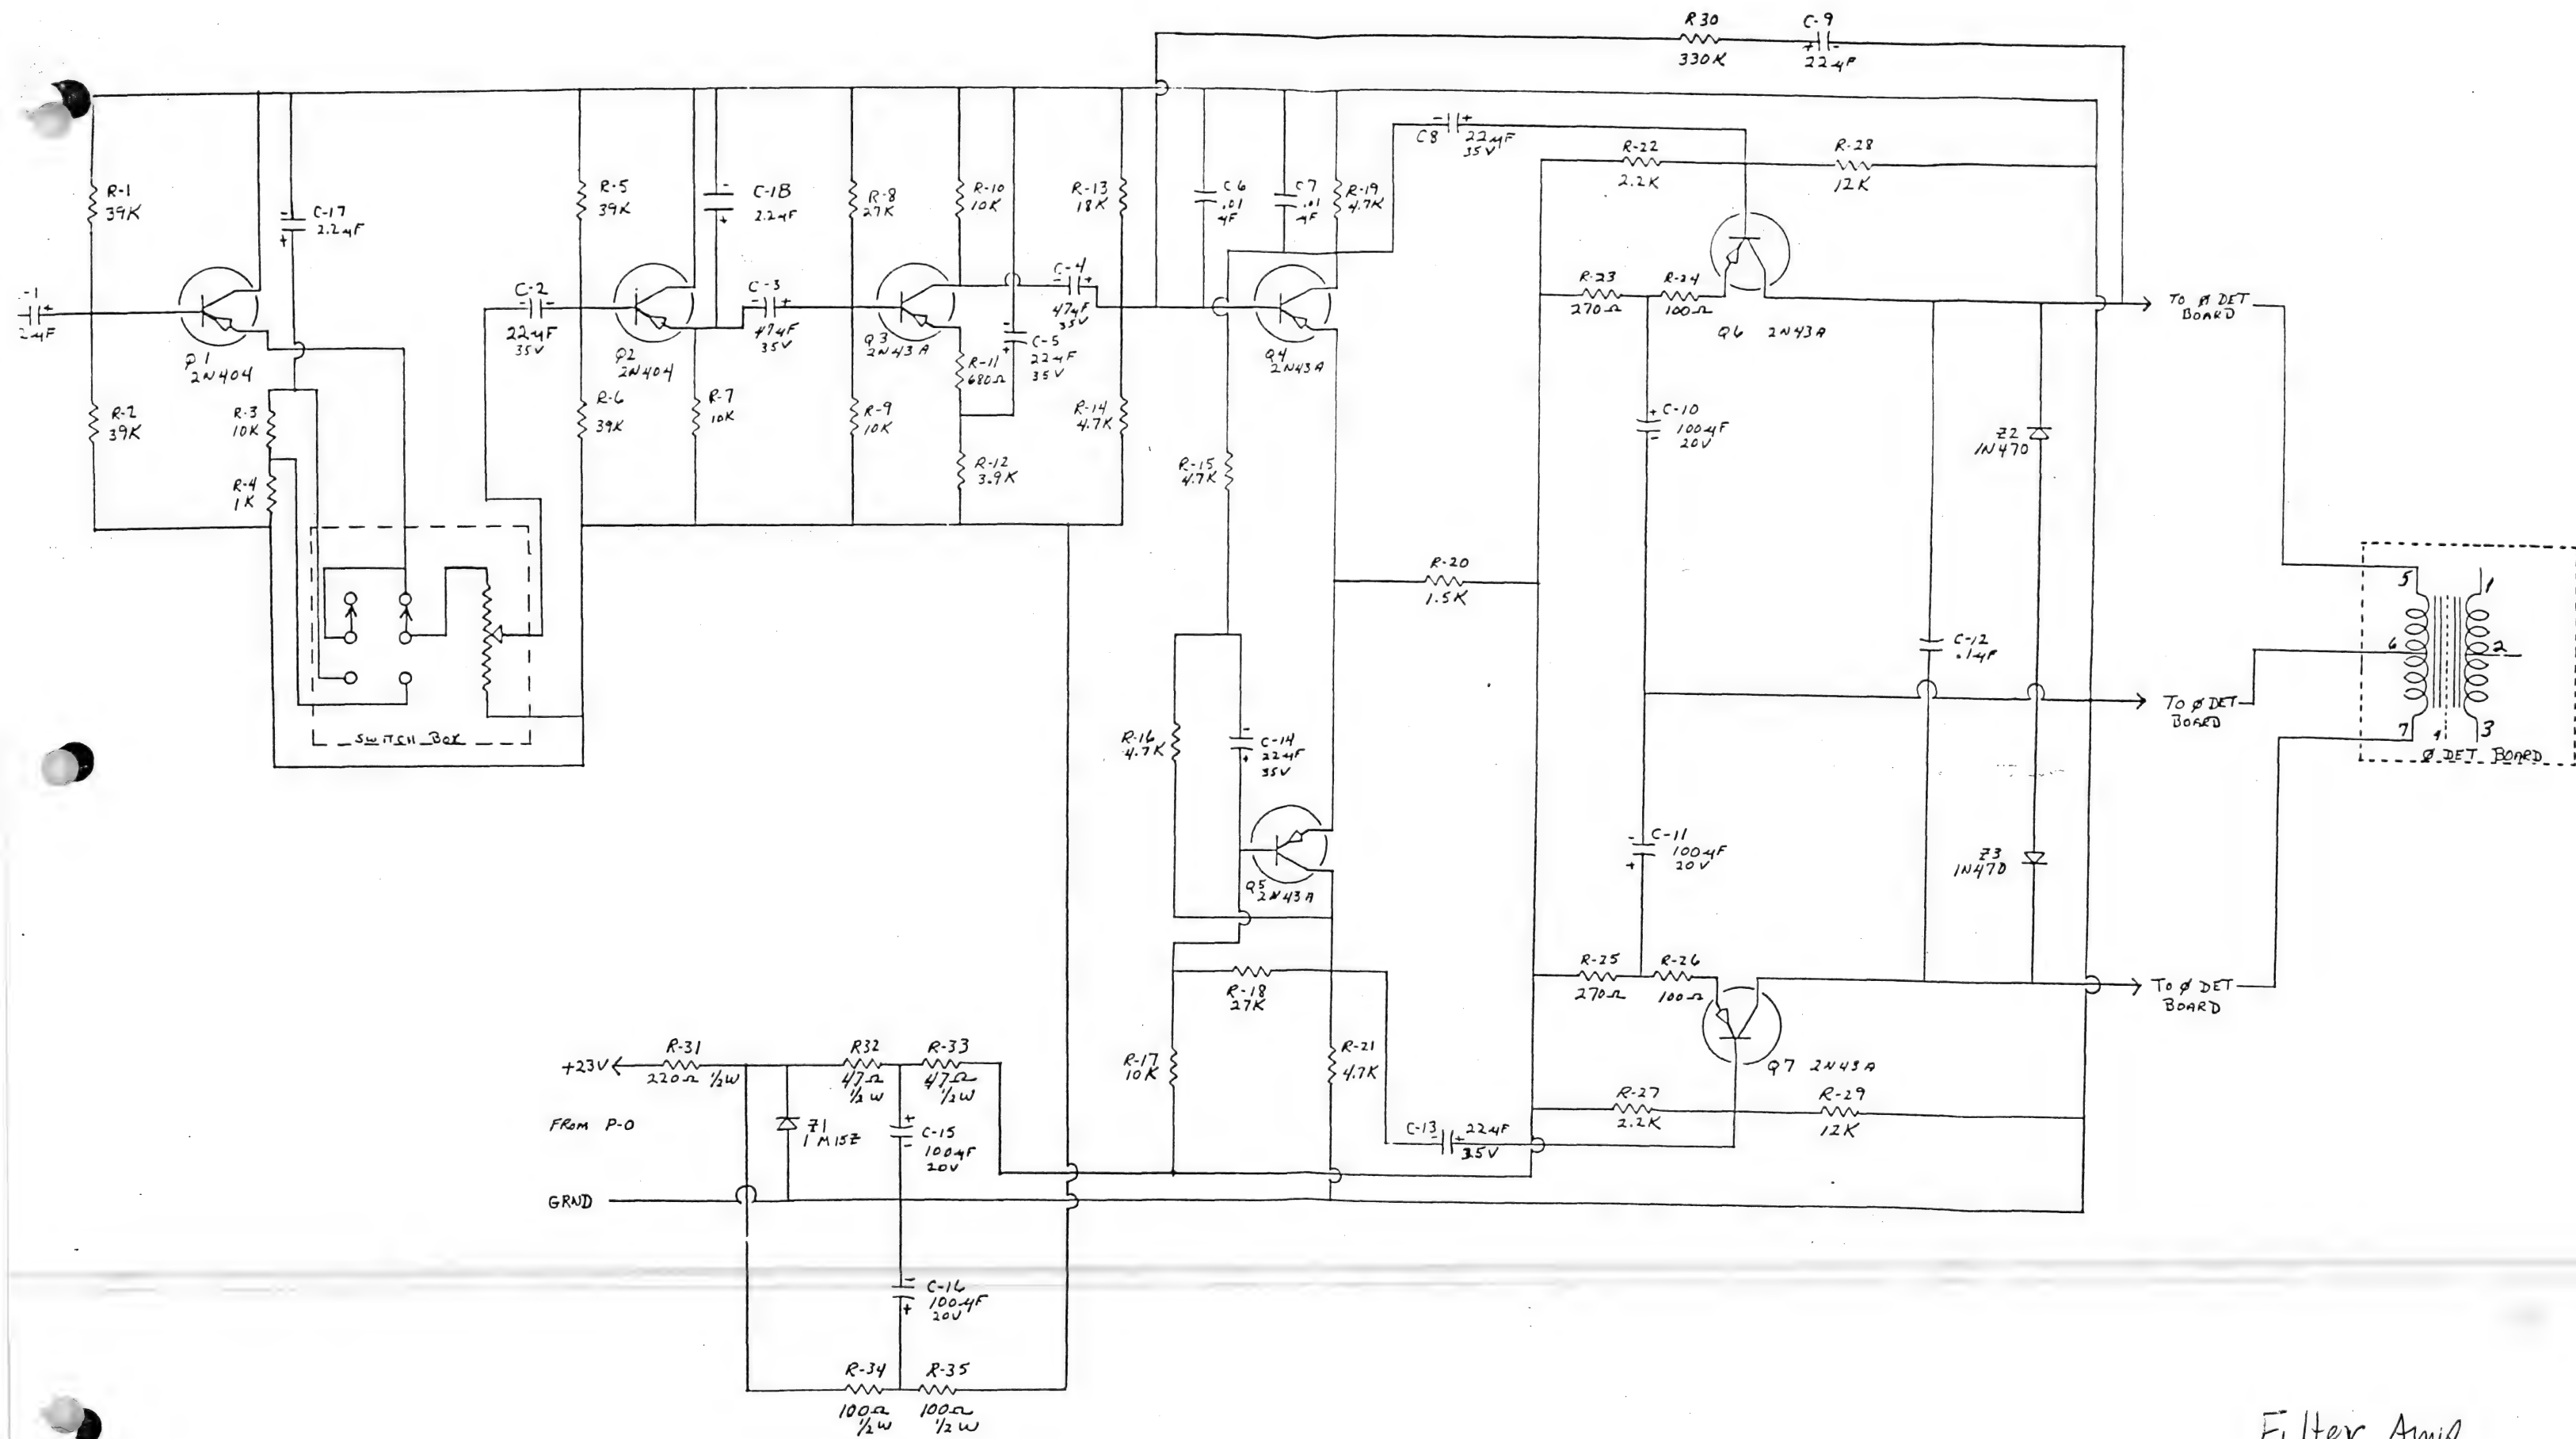 R30
330K
C-9
+ -
22µF
R-1
39K
C-17
2.2µF
- +
R-5
39K
C-1B
2.2µF
- +
R-8
27K
R-10
10K
R-13
18K
C6
.01
µF
C7
.01
µF
R-19
4.7K
C8
- +
22µF
35V
R-22
2.2K
R-28
12K
-1
+
2µF
Q1
2N404
C-2
- +
22µF
35V
Q2
2N404
C-3
- +
47µF
35V
Q3
2N43A
C-4
- +
47µF
35V
R-11
680Ω
C-5
22µF
35V
- +
Q4
2N43A
R-23
270Ω
R-24
100Ω
Q6 2N43A
TO Ø DET
BOARD
R-2
39K
R-3
10K
R-4
1K
R-6
39K
R-7
10K
R-9
10K
R-12
3.9K
R-14
4.7K
R-15
4.7K
+ C-10
100µF
20V
-
Z2
1N470
R-20
1.5K
SWITCH BOX
C-12
.1µF
TO Ø DET
BOARD
5
6
7
4
1
2
3
Ø DET BOARD
R-16
4.7K
- C-14
22µF
35V
+
Q5
2N43A
- C-11
100µF
20V
+
Z3
1N470
R-18
27K
R-25
270Ω
R-26
100Ω
TO Ø DET
BOARD
Q7 2N43A
R-17
10K
R-21
4.7K
C-13
- +
22µF
35V
R-27
2.2K
R-29
12K
+23V
R-31
220Ω ½W
R32
47Ω
½W
R-33
47Ω
½W
FROM P-O
Z1
1M15Z
+ C-15
100µF
20V
-
GRND
- C-16
100µF
20V
+
R-34
100Ω
½W
R-35
100Ω
½W
Filter Amp